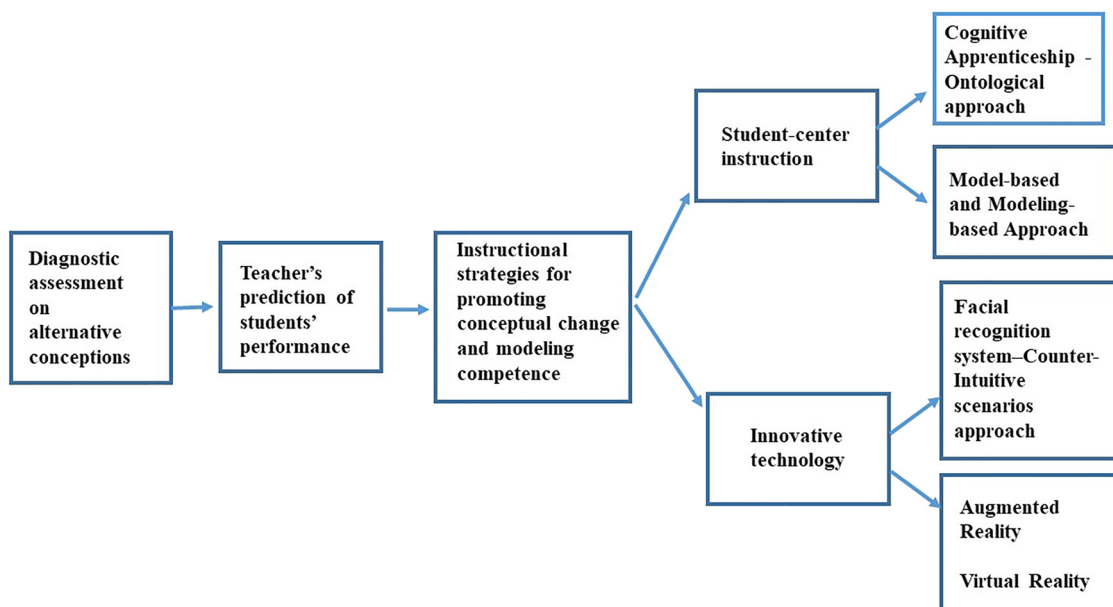 Diagnostic
assessment
on
alternative
conceptions
Teacher's
prediction of
students'
performance
Instructional
strategies for
promoting
conceptual change
and modeling
competence
Student-center
instruction
Cognitive
Apprenticeship -
Ontological
approach
Model-based
and Modeling-
based Approach
Innovative
technology
Facial
recognition
system–Counter-
Intuitive
scenarios
approach
Augmented
Reality
Virtual Reality